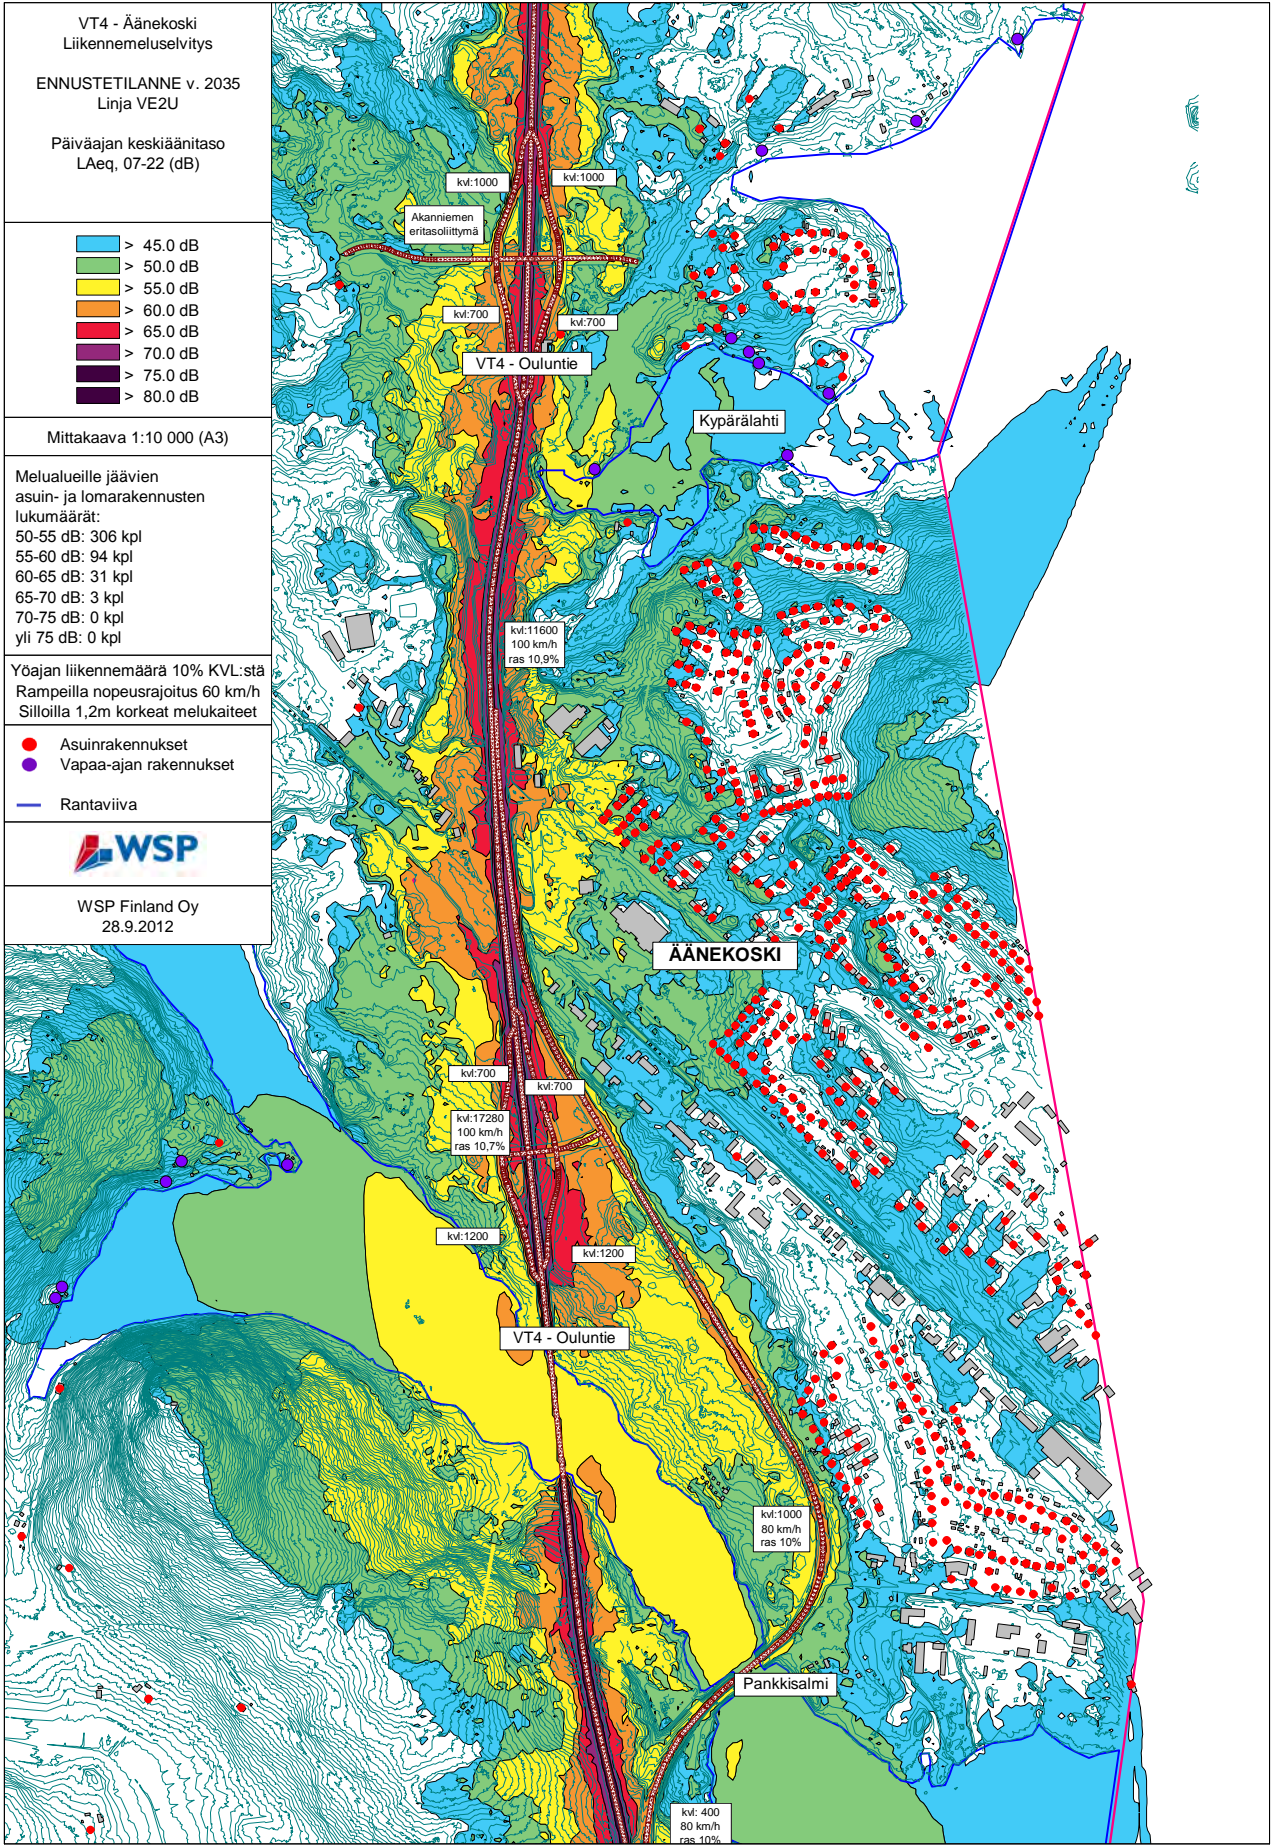 VT4 - Äänekoski
Liikennemeluselvitys
ENNUSTETILANNE v. 2035
Linja VE2U
Päiväajan keskiäänitaso
LAeq, 07-22 (dB)
> 45.0 dB
> 50.0 dB
> 55.0 dB
> 60.0 dB
> 65.0 dB
> 70.0 dB
> 75.0 dB
> 80.0 dB
Mittakaava 1:10 000 (A3)
Melualueille jäävien
asuin- ja lomarakennusten
lukumäärät:
50-55 dB: 306 kpl
55-60 dB: 94 kpl
60-65 dB: 31 kpl
65-70 dB: 3 kpl
70-75 dB: 0 kpl
yli 75 dB: 0 kpl
Yöajan liikennemäärä 10% KVL:stä
Rampeilla nopeusrajoitus 60 km/h
Silloilla 1,2m korkeat melukaiteet
Asuinrakennukset
Vapaa-ajan rakennukset
Rantaviiva
WSP
WSP Finland Oy
28.9.2012
kvl:1000
kvl:1000
Akanniemen
eritasoliittymä
kvl:700
kvl:700
VT4 - Ouluntie
Kypärälahti
kvl:11600
100 km/h
ras 10,9%
ÄÄNEKOSKI
kvl:700
kvl:700
kvl:17280
100 km/h
ras 10,7%
kvl:1200
kvl:1200
VT4 - Ouluntie
kvl:1000
80 km/h
ras 10%
Pankkisalmi
kvl: 400
80 km/h
ras 10%